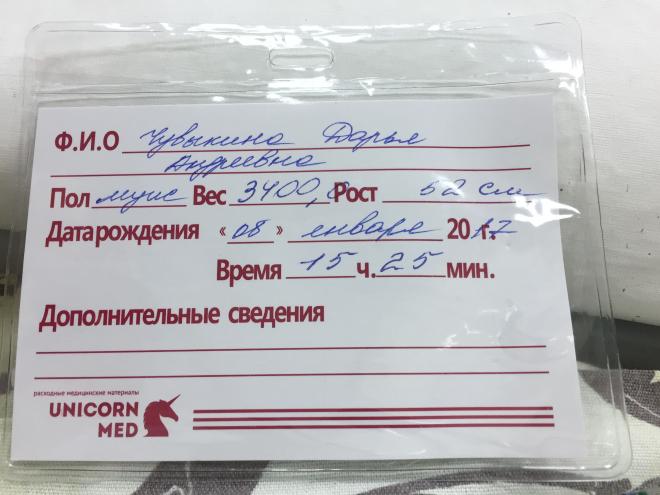 Ф.И.О Чувыкина Дарья
Андреевна
Пол муж Вес 3400,0 Рост 52 см
Дата рождения «08» января 2017 г.
Время 15 ч. 25 мин.
Дополнительные сведения
расходные медицинские материалы
UNICORN
MED